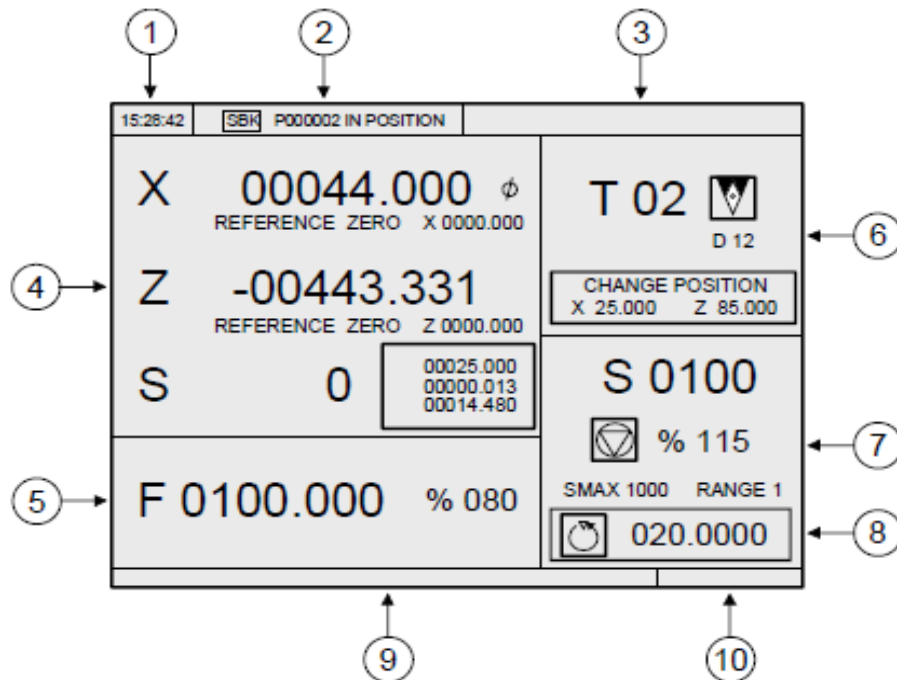 1 2 3
15:28:42 SBK P000002 IN POSITION
X 00044.000 ϕ
REFERENCE ZERO X 0000.000
T 02
D 12
6
4
Z -00443.331
REFERENCE ZERO Z 0000.000
CHANGE POSITION
X 25.000 Z 85.000
S 0
00025.000
00000.013
00014.480
S 0100
% 115
7
5
F 0100.000 % 080
SMAX 1000 RANGE 1
020.0000
8
9 10